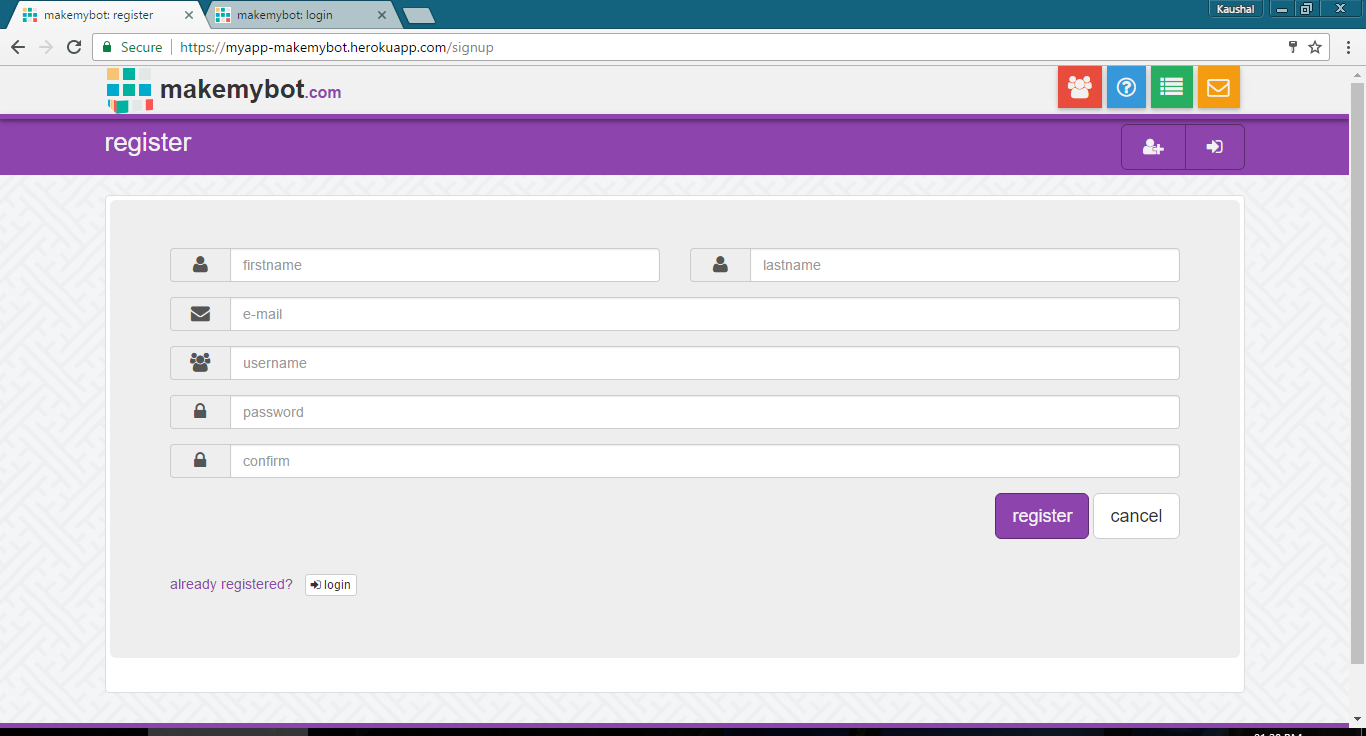 makemybot: register
makemybot: login
Kaushal
Secure
https://myapp-makemybot.herokuapp.com/signup
makemybot.com
register
firstname
lastname
e-mail
username
password
confirm
register
cancel
already registered?
login